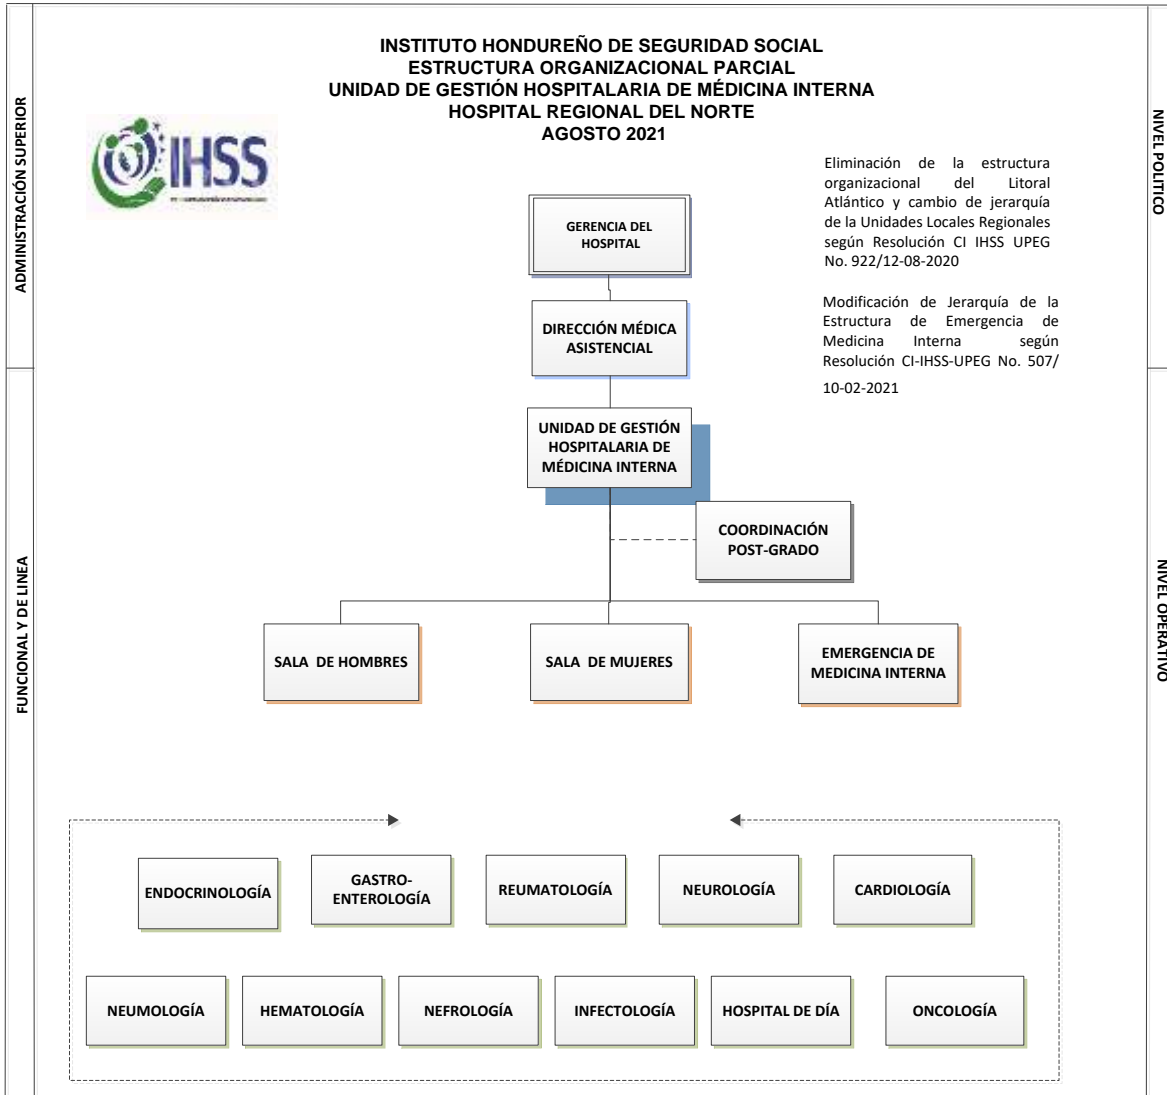 INSTITUTO HONDUREÑO DE SEGURIDAD SOCIAL
ESTRUCTURA ORGANIZACIONAL PARCIAL
UNIDAD DE GESTIÓN HOSPITALARIA DE MÉDICINA INTERNA
HOSPITAL REGIONAL DEL NORTE
AGOSTO 2021
ADMINISTRACIÓN SUPERIOR
NIVEL POLITICO
IHSS
Eliminación de la estructura
organizacional del Litoral
Atlántico y cambio de jerarquía
de la Unidades Locales Regionales
según Resolución CI IHSS UPEG
No. 922/12-08-2020
GERENCIA DEL
HOSPITAL
Modificación de Jerarquía de la
Estructura de Emergencia de
Medicina Interna según
Resolución CI-IHSS-UPEG No. 507/
10-02-2021
DIRECCIÓN MÉDICA
ASISTENCIAL
UNIDAD DE GESTIÓN
HOSPITALARIA DE
MÉDICINA INTERNA
COORDINACIÓN
POST-GRADO
FUNCIONAL Y DE LINEA
NIVEL OPERATIVO
SALA DE HOMBRES
SALA DE MUJERES
EMERGENCIA DE
MEDICINA INTERNA
ENDOCRINOLOGÍA
GASTRO-
ENTEROLOGÍA
REUMATOLOGÍA
NEUROLOGÍA
CARDIOLOGÍA
NEUMOLOGÍA
HEMATOLOGÍA
NEFROLOGÍA
INFECTOLOGÍA
HOSPITAL DE DÍA
ONCOLOGÍA